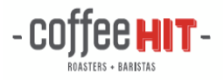 - coffee HIT -
ROASTERS + BARISTAS